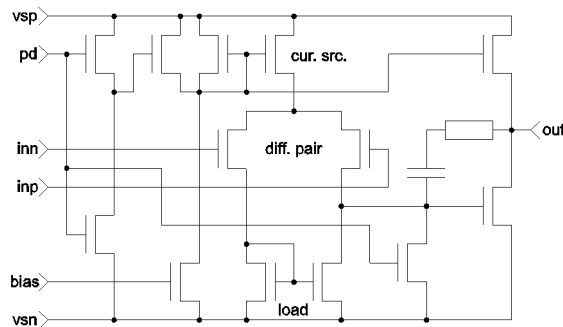 vsp
pd
cur. src.
out
inn
diff. pair
inp
bias
load
vsn